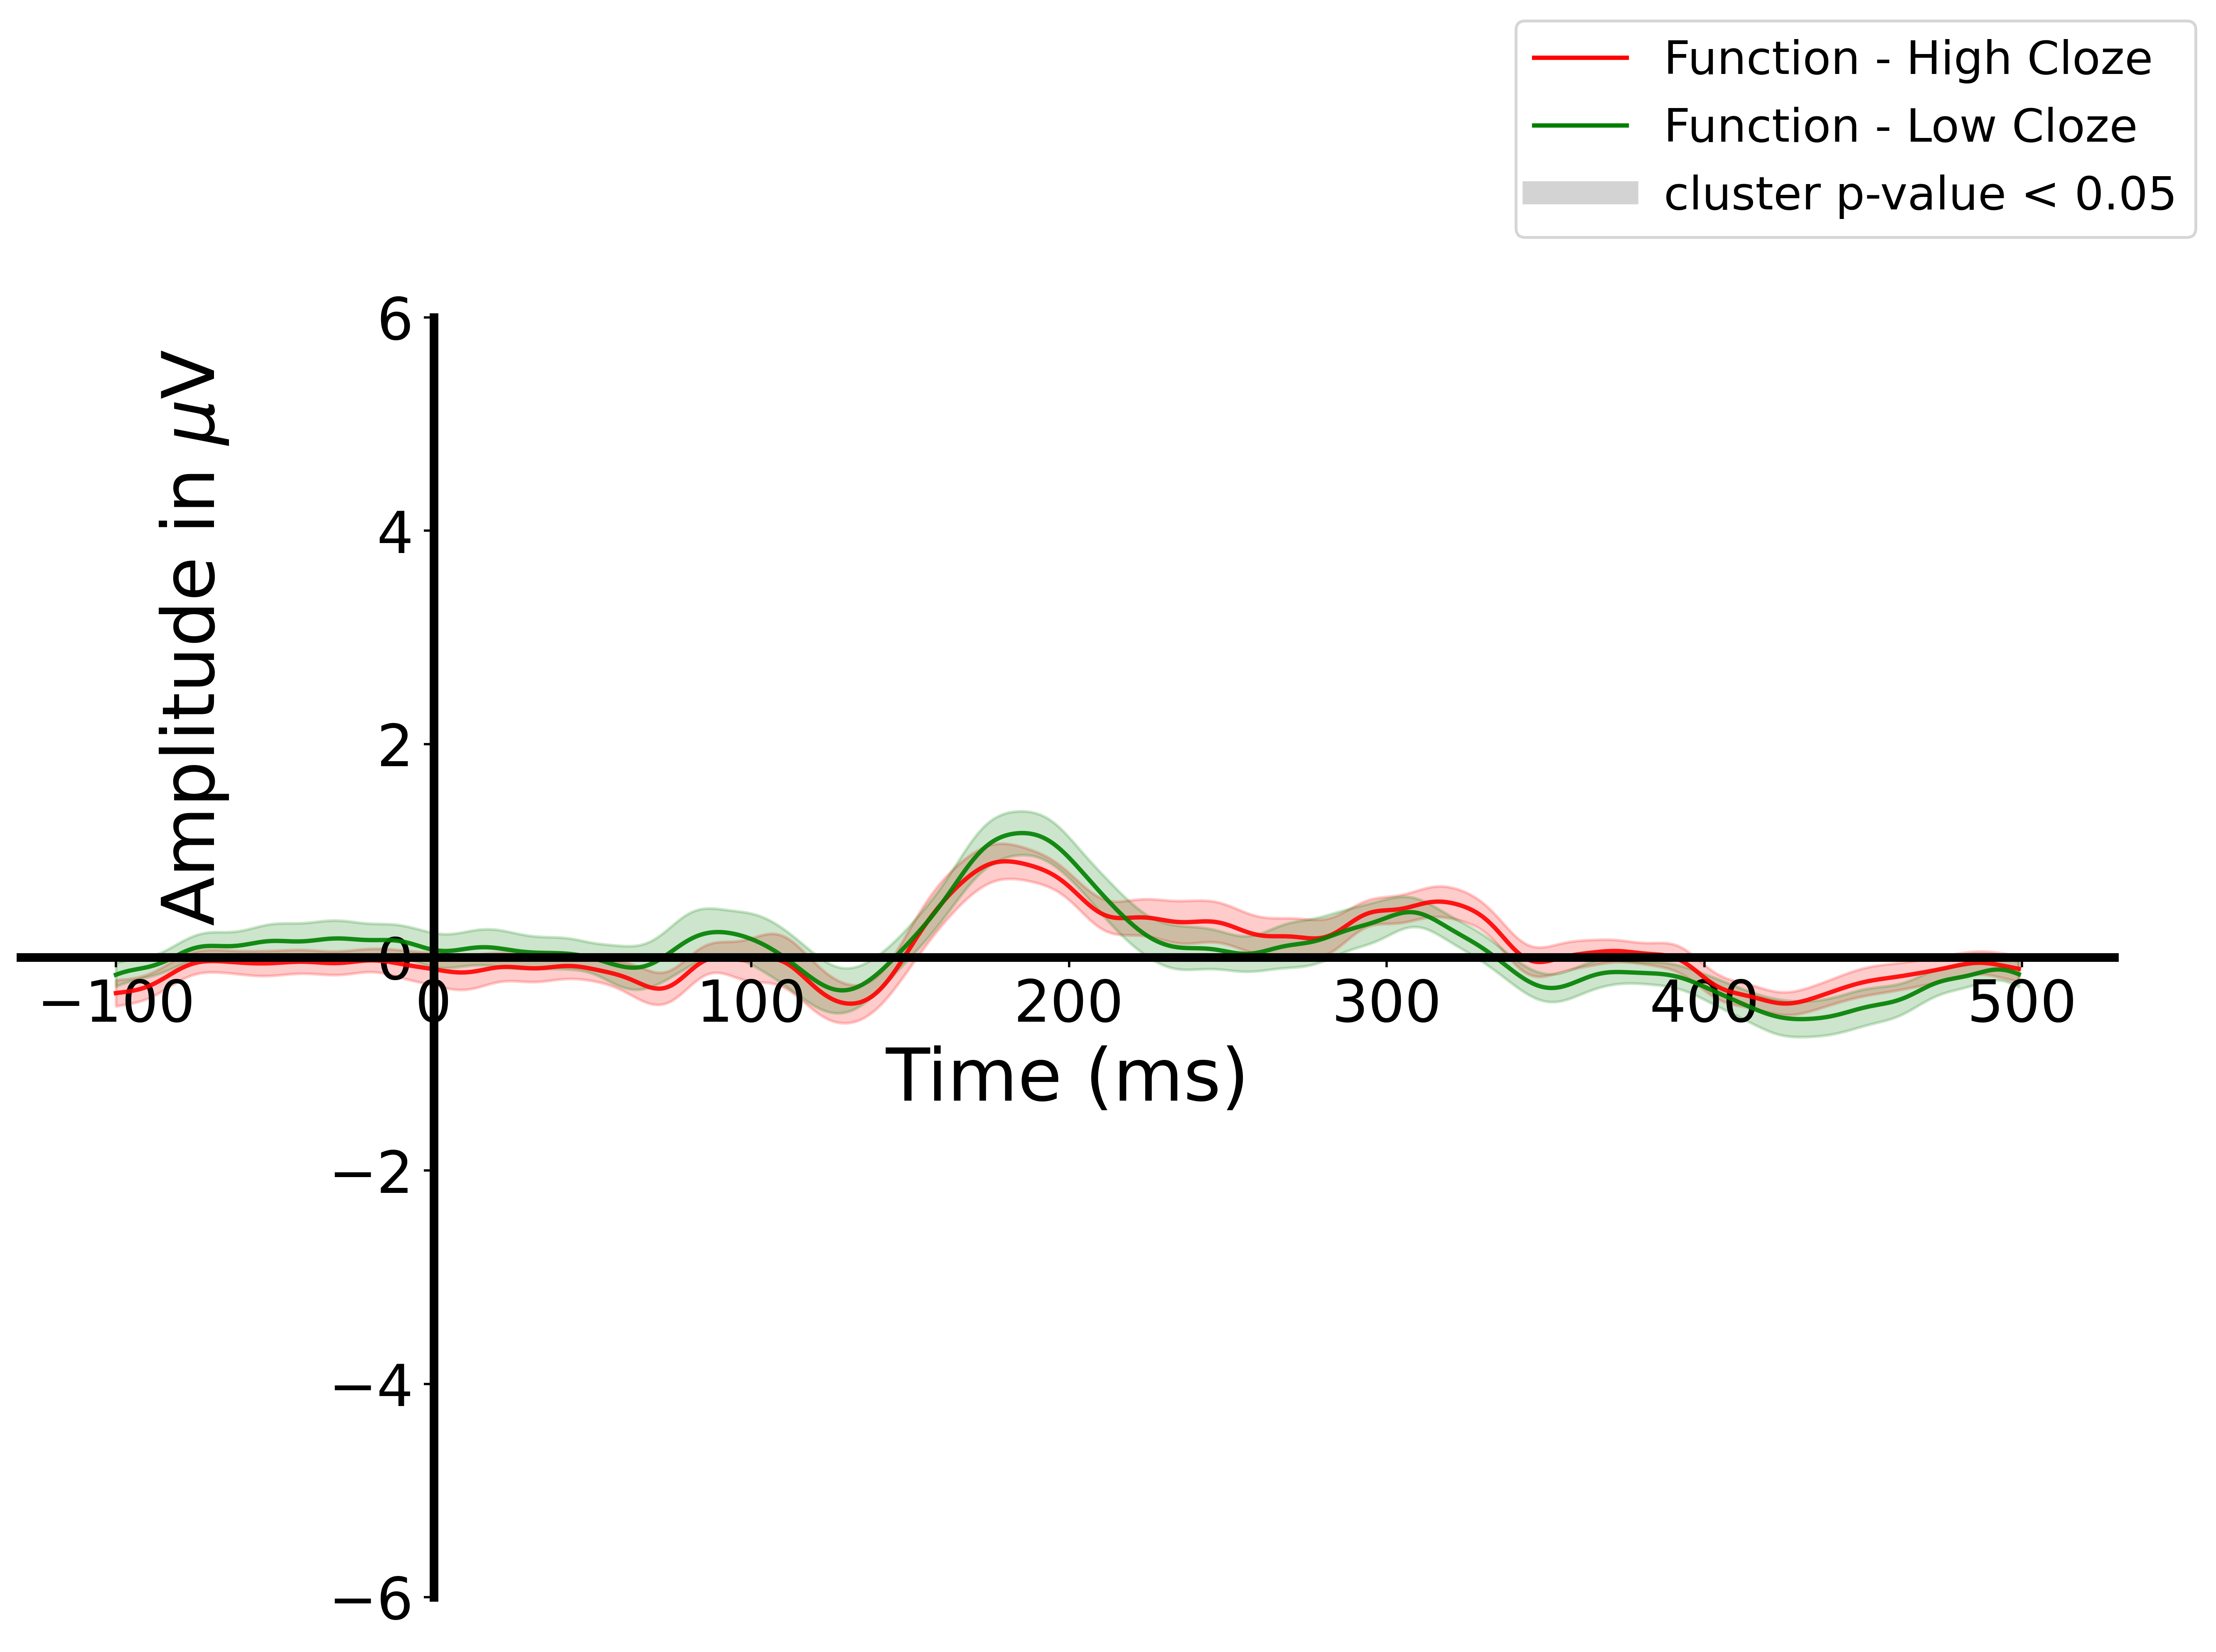 Function - High Cloze
Function - Low Cloze
cluster p-value < 0.05
Amplitude in μV
6
4
2
0
−2
−4
−6
−100
0
100
200
300
400
500
Time (ms)